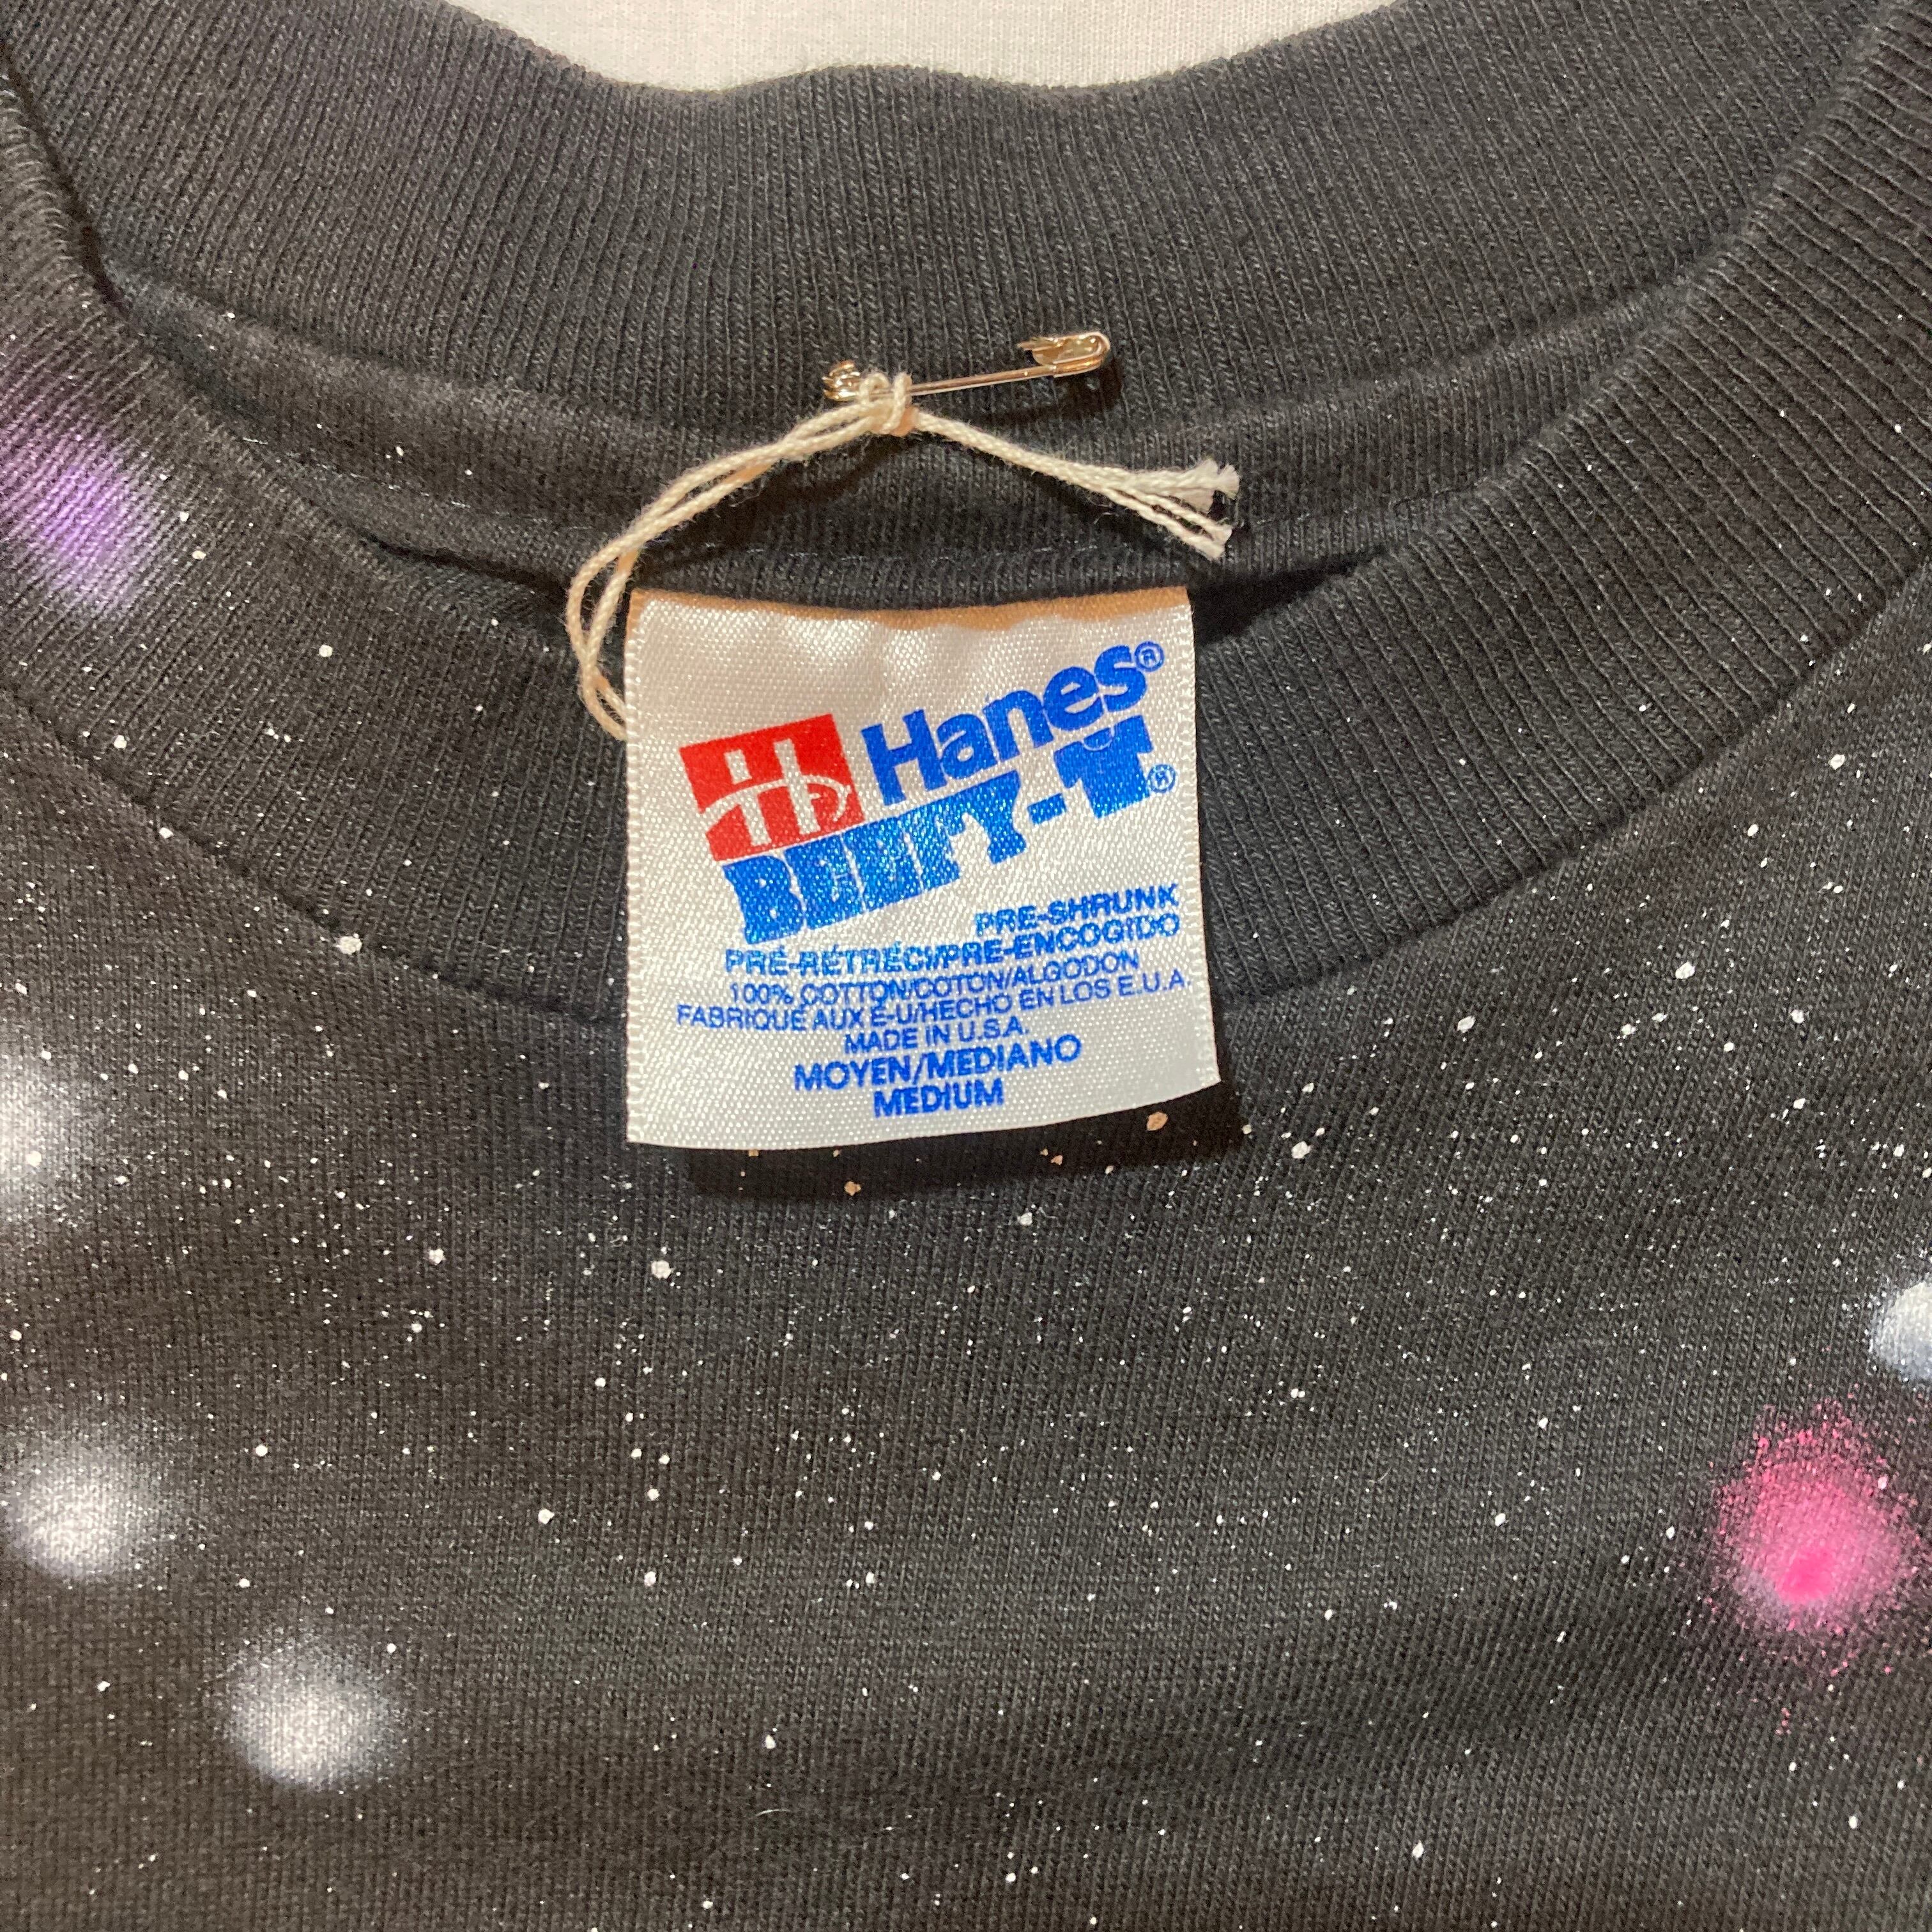 Hanes®
BEEFY-T®
PRE-SHRUNK
PRÉ-RÉTRÉCI/PRE-ENCOGIDO
100% COTTON/COTON/ALGODON
FABRIQUÉ AUX É-U/HECHO EN LOS E.U.A.
MADE IN U.S.A.
MOYEN/MEDIANO
MEDIUM